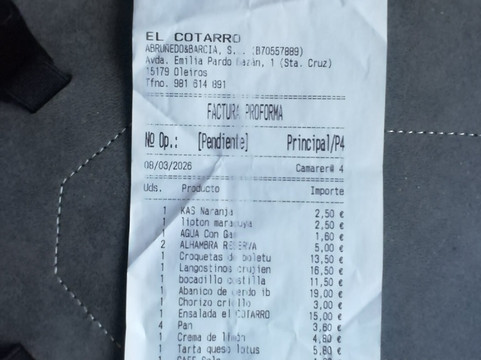 EL COTARRO
ABRUÑEDO&BARCIA, S... (B70557889)
Avda. Emilia Pardo Bazán, 1 (Sta. Cruz)
15179 Oleiros
Tfno. 981 614 891
FACTURA PROFORMA
Nº Op.: [Pendiente] Principal/P4
08/03/2026 Camarer# 4
Uds. Producto Importe
1 KAS Naranja 2,50 €
1 lipton maracuya 2,50 €
1 AGUA Con Gas 1,60 €
2 ALHAMBRA RESERVA 5,00 €
1 Croquetas de boletu 13,50 €
1 Langostinos crujien 16,50 €
1 bocadillo costilla 11,50 €
1 Abanico de cerdo ib 19,00 €
1 Chorizo criollo 3,00 €
1 Ensalada el COTARRO 15,00 €
4 Pan 3,60 €
1 Crema de limón 4,80 €
1 Tarta queso lotus 5,80 €